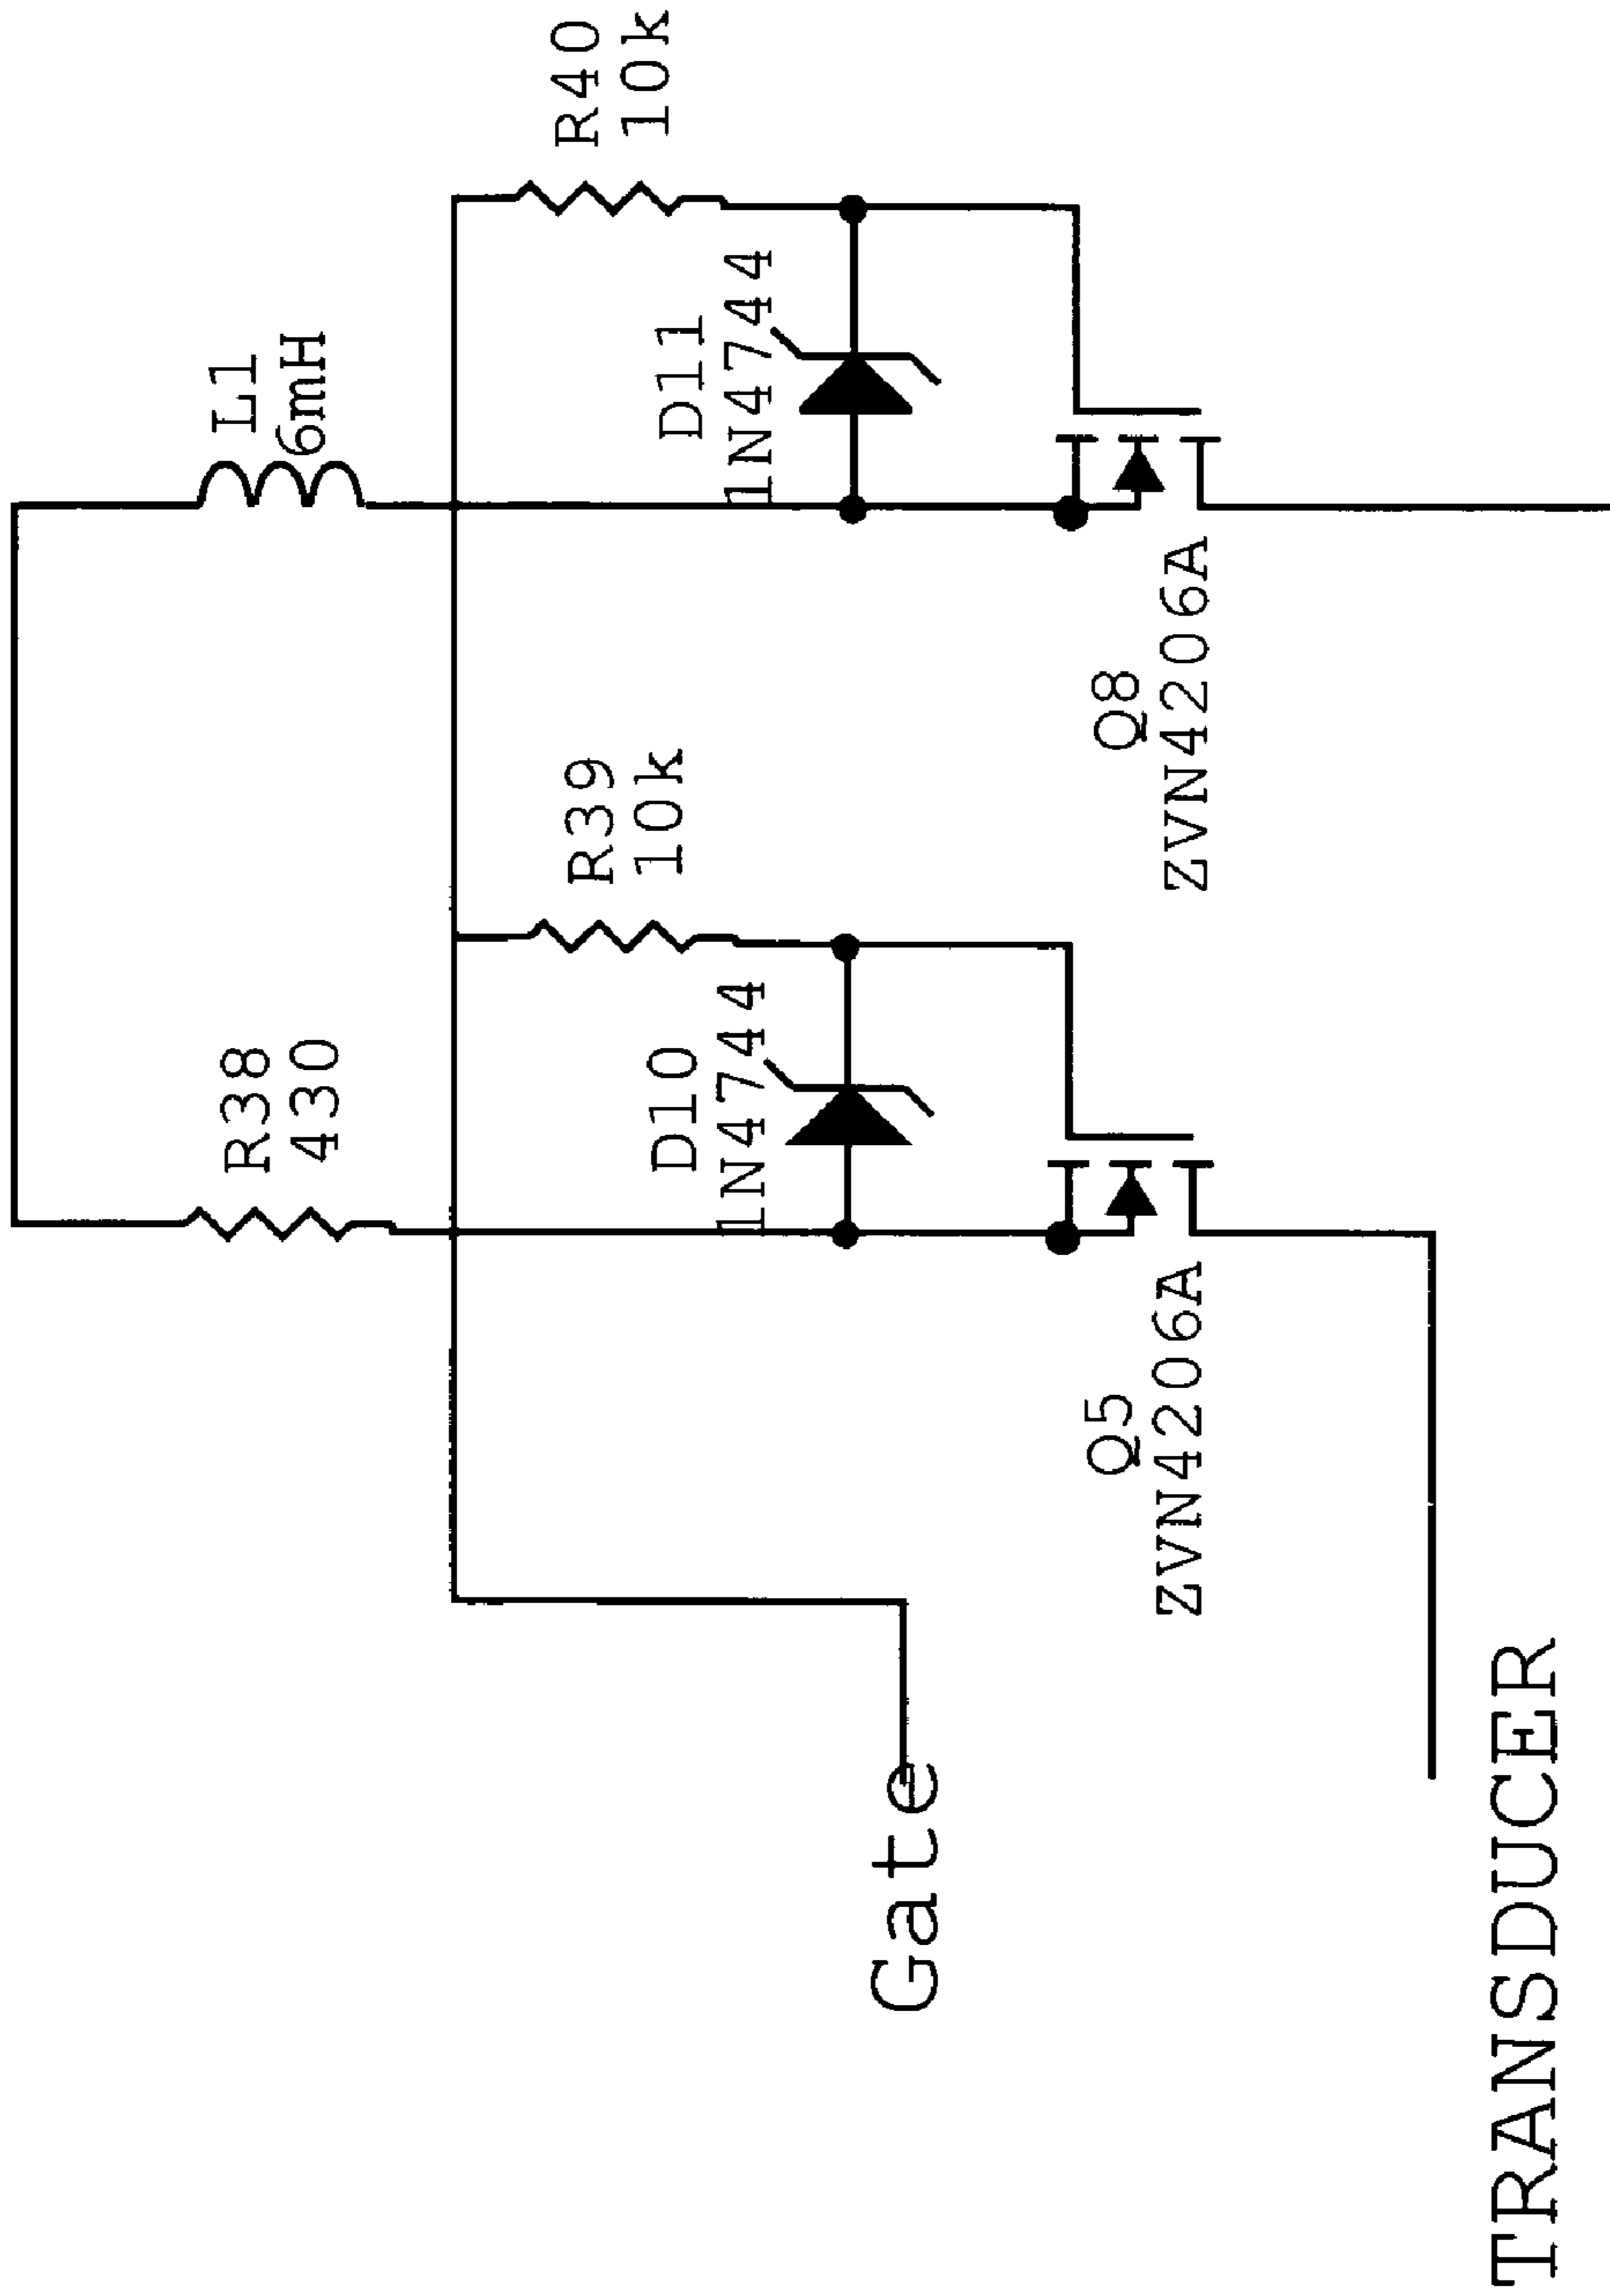 TRANSDUCER
Gate
R38
430
D10
1N4744
Q5
ZVN4206A
R39
10k
L1
6mH
D11
1N4744
Q8
ZVN4206A
R40
10k